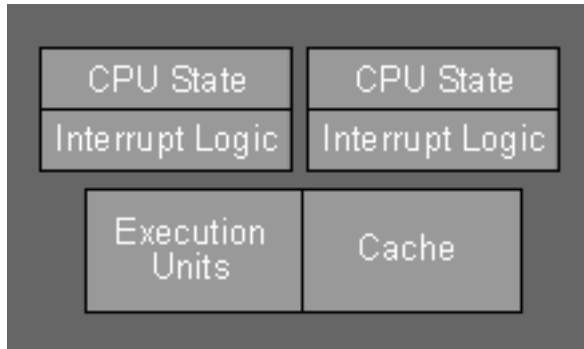 CPU State
CPU State
Interrupt Logic
Interrupt Logic
Execution
Units
Cache